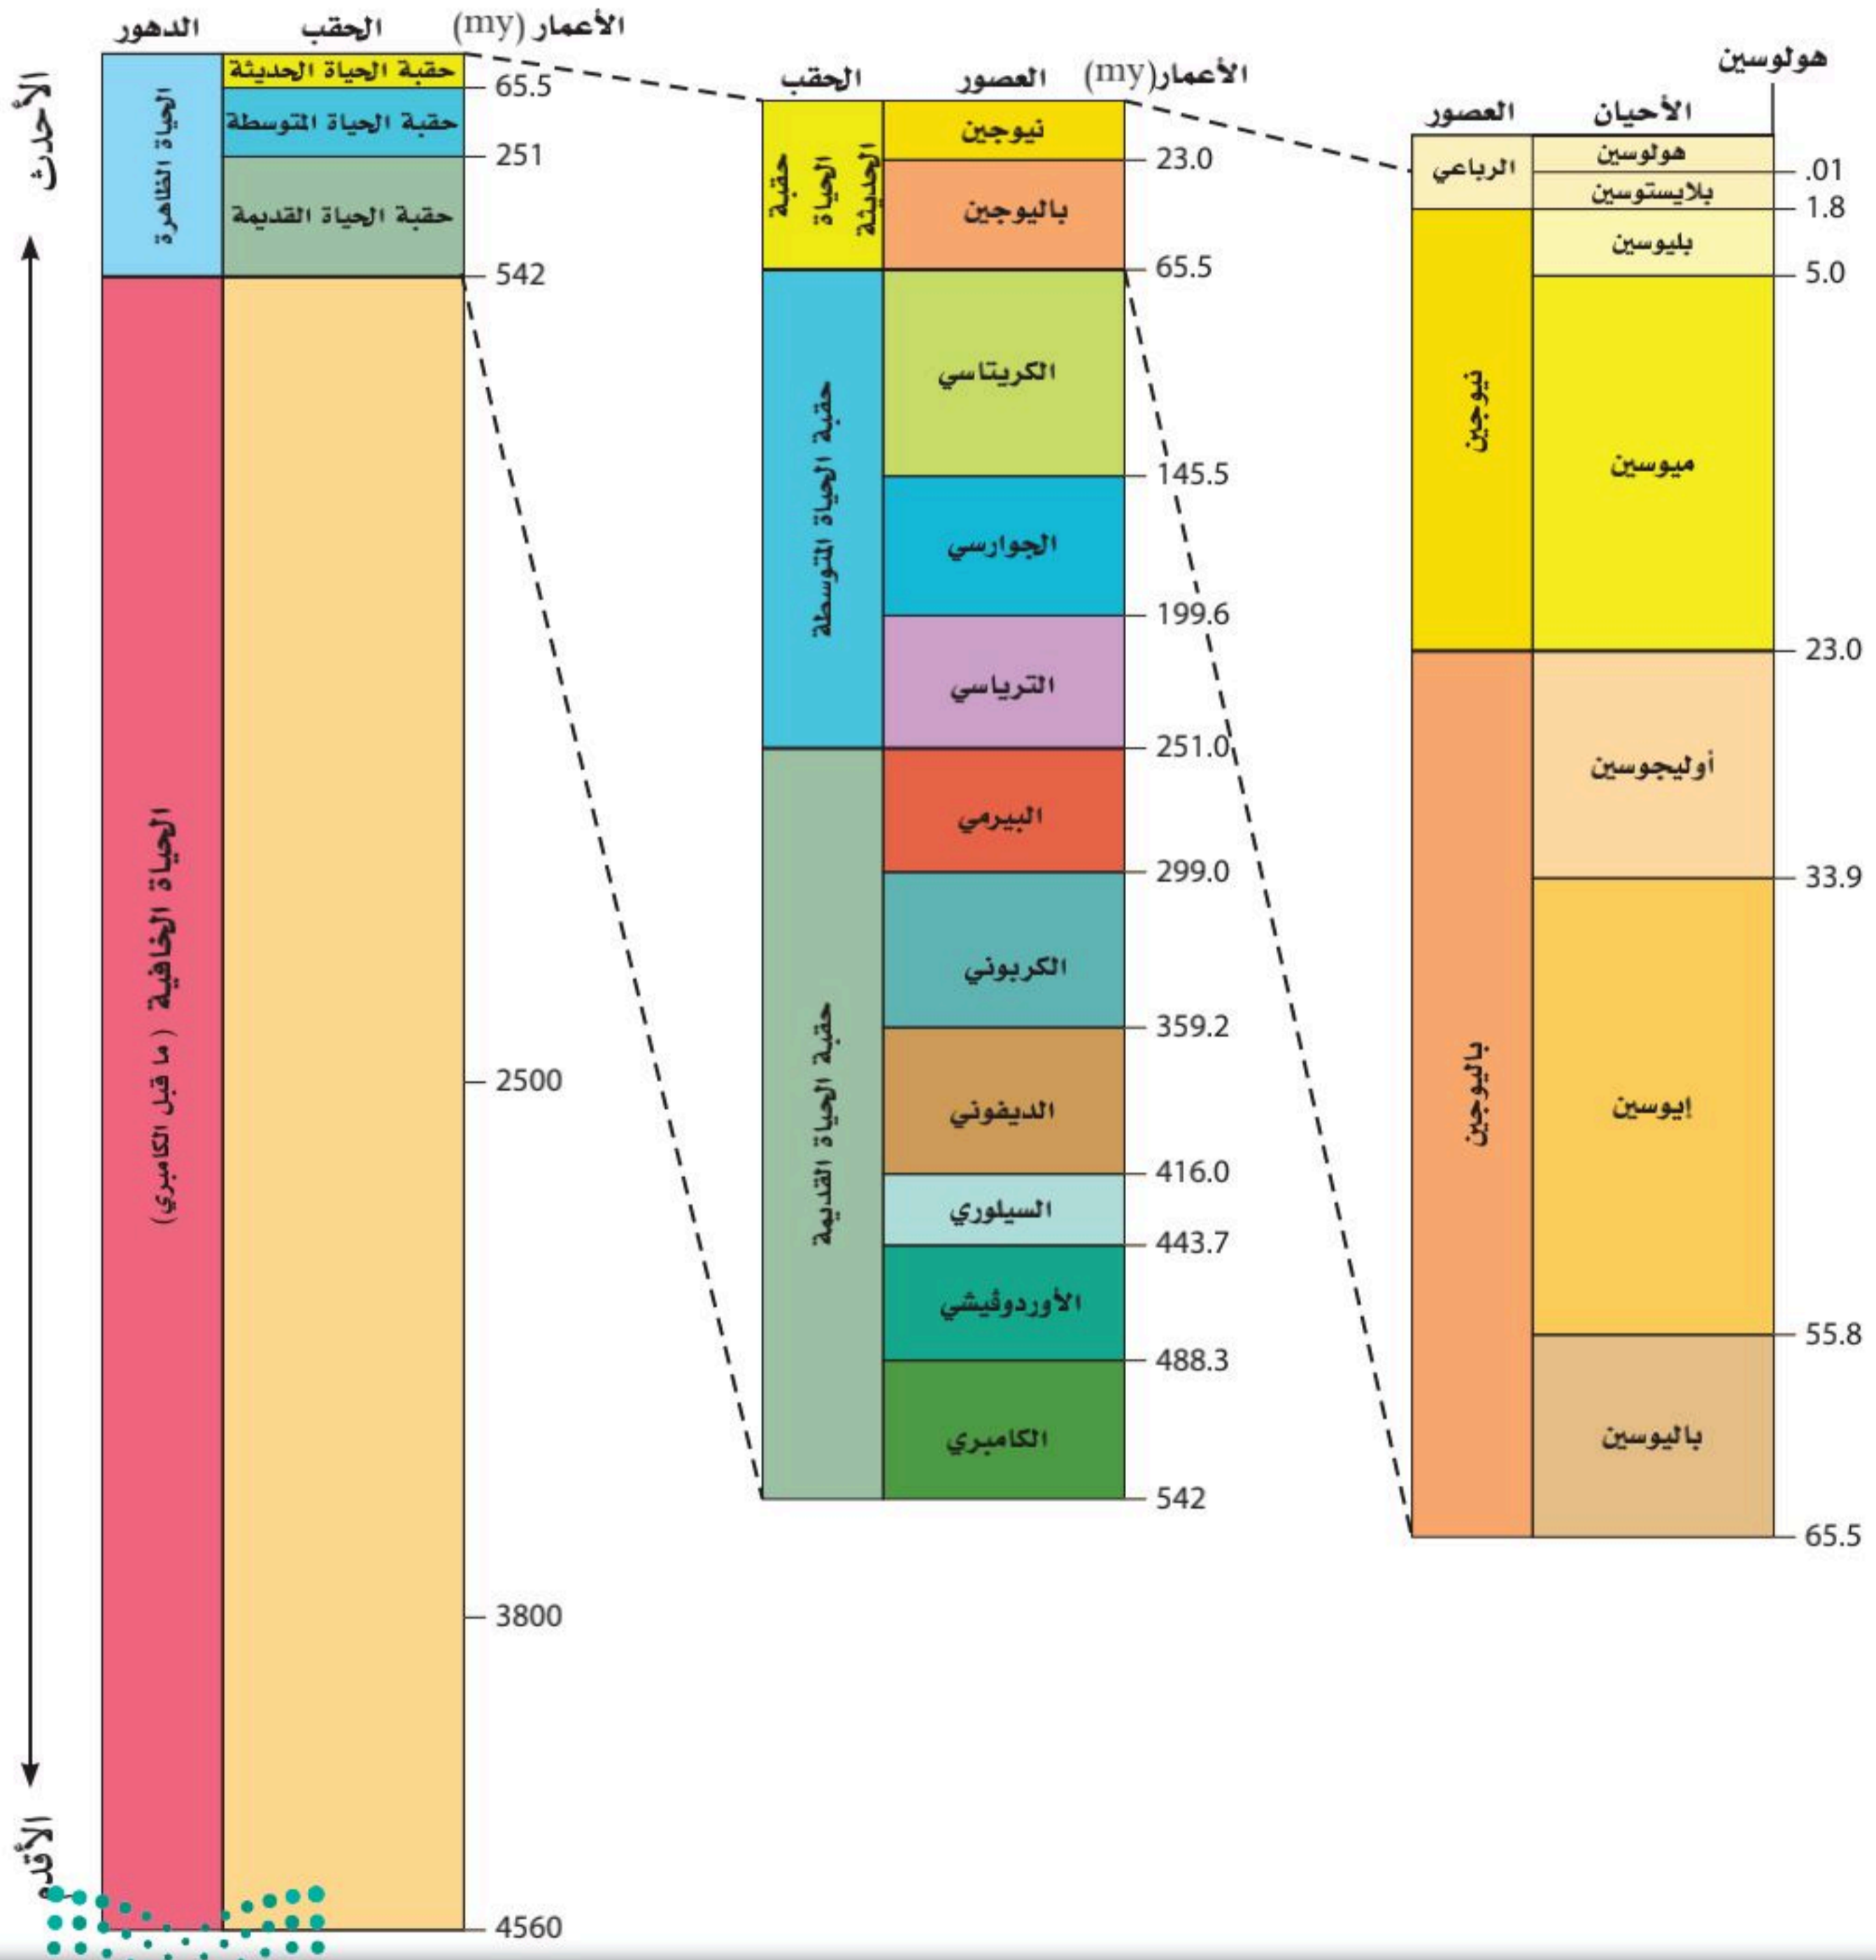 الأحدث
الأقدم
الدهور
الحقب
الأعمار (my)
الحياة الظاهرة
حقبة الحياة الحديثة
65.5
حقبة الحياة المتوسطة
251
حقبة الحياة القديمة
542
الحياة الخافية (ما قبل الكامبري)
2500
3800
4560
الحقب
العصور
الأعمار(my)
حقبة
الحياة
الحديثة
نيوجين
23.0
باليوجين
65.5
حقبة الحياة المتوسطة
الكريتاسي
145.5
الجوارسي
199.6
الترياسي
251.0
حقبة الحياة القديمة
البيرمي
299.0
الكربوني
359.2
الديفوني
416.0
السيلوري
443.7
الأوردوڤيشي
488.3
الكامبري
542
هولوسين
العصور
الأحيان
الرباعي
هولوسين
.01
بلايستوسين
1.8
نيوجين
بليوسين
5.0
ميوسين
23.0
باليوجين
أوليجوسين
33.9
إيوسين
55.8
باليوسين
65.5